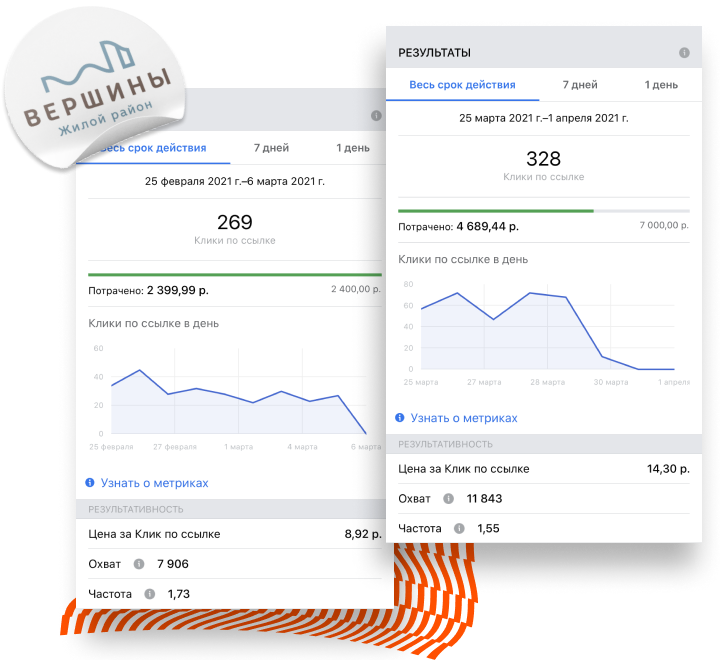 ВЕРШИНЫ
Жилой район
Весь срок действия
7 дней
1 день
25 февраля 2021 г.–6 марта 2021 г.
269
Клики по ссылке
Потрачено: 2 399,99 р.
2 400,00 р.
Клики по ссылке в день
60
40
20
0
25 февраля
27 февраля
1 марта
4 марта
6 марта
Узнать о метриках
РЕЗУЛЬТАТИВНОСТЬ
Цена за Клик по ссылке
8,92 р.
Охват
7 906
Частота
1,73
РЕЗУЛЬТАТЫ
Весь срок действия
7 дней
1 день
25 марта 2021 г.–1 апреля 2021 г.
328
Клики по ссылке
Потрачено: 4 689,44 р.
7 000,00 р.
Клики по ссылке в день
80
60
40
20
0
25 марта
27 марта
28 марта
30 марта
1 апреля
Узнать о метриках
РЕЗУЛЬТАТИВНОСТЬ
Цена за Клик по ссылке
14,30 р.
Охват
11 843
Частота
1,55